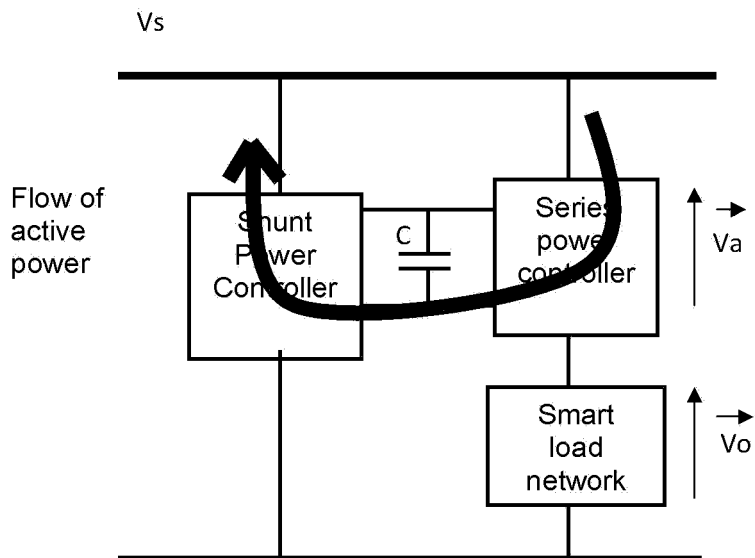 Vs
Flow of
active
power
Shunt
Power
Controller
C
Series
power
controller
Va
Smart
load
network
Vo